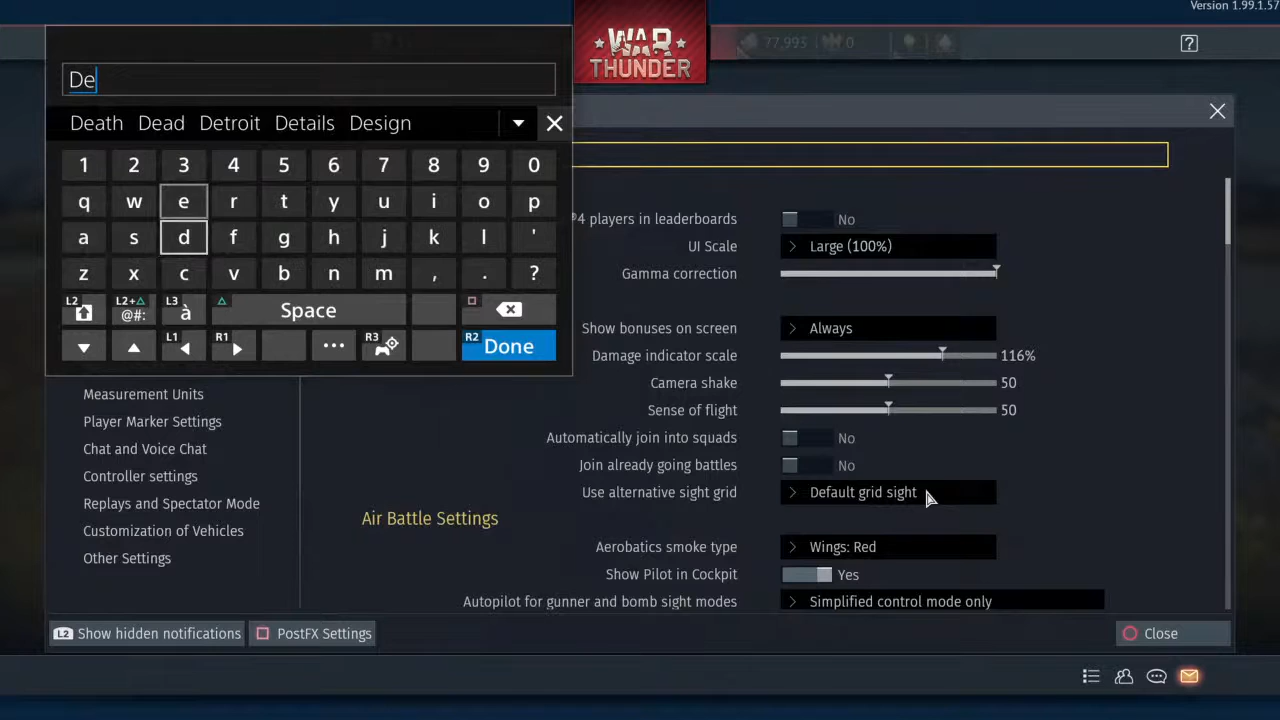 Version 1.99.1.57
77,993 0
WAR THUNDER
De
Death Dead Detroit Details Design
1 2 3 4 5 6 7 8 9 0
q w e r t y u i o p
a s d f g h j k l '
z x c v b n m , . ?
L2 L2+△ @#: L3 à △ Space
L1 R1 ... R3 R2 Done
®4 players in leaderboards No
UI Scale Large (100%)
Gamma correction
Show bonuses on screen Always
Damage indicator scale 116%
Camera shake 50
Sense of flight 50
Automatically join into squads No
Join already going battles No
Use alternative sight grid Default grid sight
Air Battle Settings
Aerobatics smoke type Wings: Red
Show Pilot in Cockpit Yes
Autopilot for gunner and bomb sight modes Simplified control mode only
Measurement Units
Player Marker Settings
Chat and Voice Chat
Controller settings
Replays and Spectator Mode
Customization of Vehicles
Other Settings
L2 Show hidden notifications PostFX Settings Close